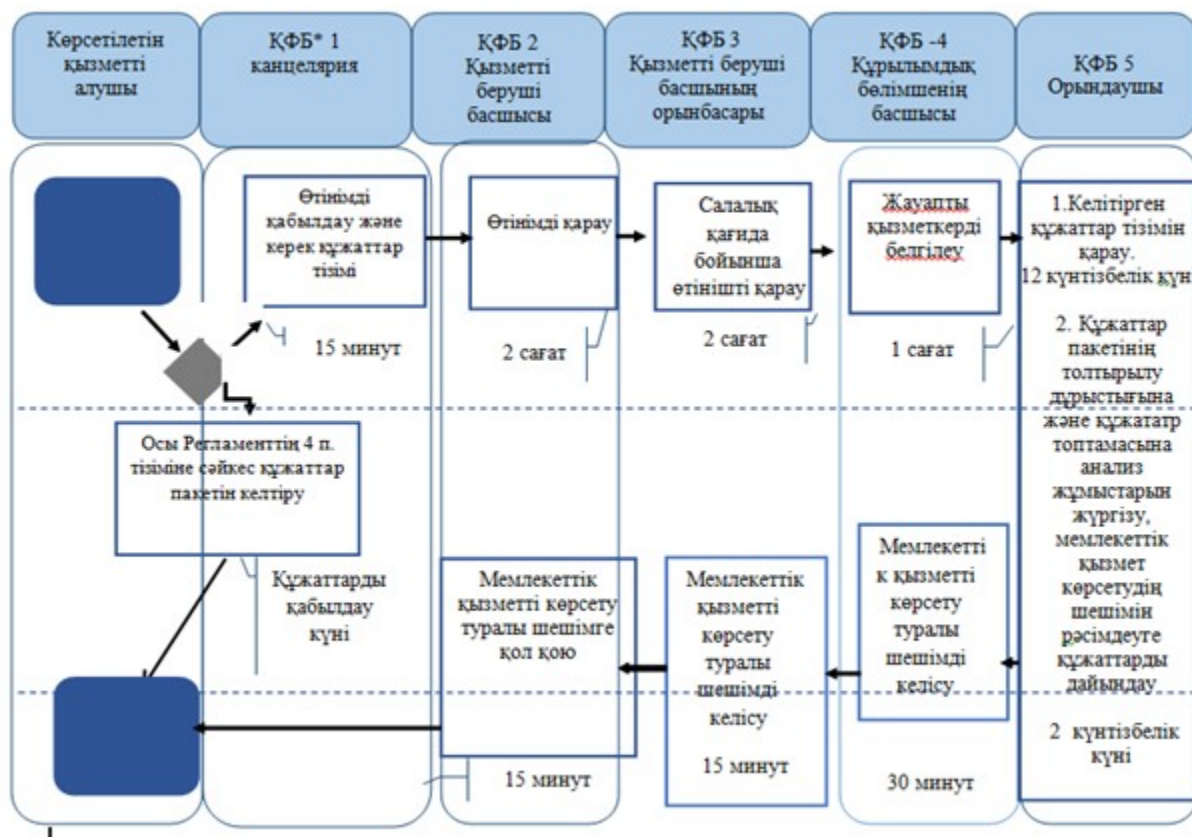 Көрсетілетін
қызметті
алушы
ҚФБ* 1
канцелярия
ҚФБ 2
Қызметті
беруші
басшысы
ҚФБ 3
Қызметті беруші
басшының
орынбасары
ҚФБ -4
Құрылымдық
бөлімшенің
басшысы
ҚФБ 5
Орындаушы
Өтінімді
қабылдау және
керек құжаттар
тізімі
15 минут
Өтінімді қарау
2 сағат
Салалық
қағида
бойынша
өтінішті қарау
2 сағат
Жауапты
қызметкерді
белгілеу
1 сағат
1.Келітірген
құжаттар тізімін
қарау.
12 күнтізбелік күні
2. Құжаттар
пакетінің
толтырылу
дұрыстығына
және құжататр
топтамасына
анализ
жұмыстарын
жүргізу,
мемлекеттік
қызмет
көрсетудің
шешімін
рәсімдеуге
құжаттарды
дайындау
2 күнтізбелік
күні
Осы Регламенттің 4 п.
тізіміне сәйкес құжаттар
пакетін келтіру
Құжаттарды
қабылдау
күні
Мемлекеттік
қызметті көрсету
туралы шешімге
қол қою
15 минут
Мемлекеттік
қызметті
көрсету
туралы
шешімді
келісу
15 минут
Мемлекетті
к қызметті
көрсету
туралы
шешімді
келісу
30 минут